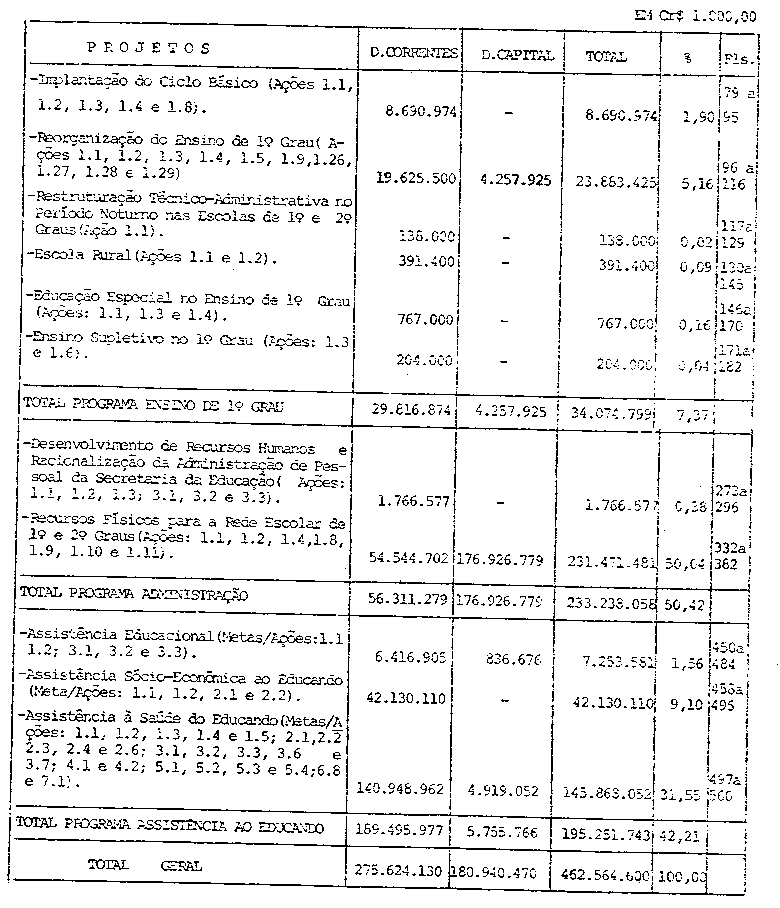 EM Cr$ 1.000,00
PROJETOS D.CORRENTES D.CAPITAL TOTAL % Fls.
-Implantação do Ciclo Básico (Ações 1.1, 79 a
1.2, 1.3, 1.4 e 1.8). 8.690.974 - 8.690.974 1,90 95
-Reorganização do Ensino de 1º Grau( A-
ções 1.1, 1.2, 1.3, 1.4, 1.5, 1.9,1.26, 96 a
1.27, 1.28 e 1.29) 19.625.500 4.257.925 23.883.425 5,16 116
-Restruturação Técnico-Administrativa no
Período Noturno nas Escolas de 1º e 2º 117a
Graus(Ação 1.1). 138.000 - 138.000 0,02 129
-Escola Rural(Ações 1.1 e 1.2). 391.400 - 391.400 0,09 130a
145
-Educação Especial no Ensino de 1º Grau 146a
(Ações: 1.1, 1.3 e 1.4). 767.000 - 767.000 0,16 170
-Ensino Supletivo no 1º Grau (Ações: 1.3 171a
e 1.6). 204.000 - 204.000 0,04 182
TOTAL PROGRAMA ENSINO DE 1º GRAU 29.816.874 4.257.925 34.074.799 7,37
-Desenvolvimento de Recursos Humanos e
Racionalização da Administração de Pes-
soal da Secretaria da Educação( Ações: 273a
1.1, 1.2, 1.3; 3.1, 3.2 e 3.3). 1.766.577 - 1.766.577 0,38 296
-Recursos Físicos para a Rede Escolar de
1º e 2º Graus(Ações: 1.1, 1.2, 1.4,1.8, 332a
1.9, 1.10 e 1.11). 54.544.702 176.926.779 231.471.481 50,04 382
TOTAL PROGRAMA ADMINISTRAÇÃO 56.311.279 176.926.779 233.238.058 50,42
-Assistência Educacional(Metas/Ações:1.1 450a
1.2; 3.1, 3.2 e 3.3). 6.416.905 836.676 7.253.581 1,56 484
-Assistência Sócio-Econômica ao Educando
(Meta/Ações: 1.1, 1.2, 2.1 e 2.2). 42.130.110 - 42.130.110 9,10 495
-Assistência à Saúde do Educando(Metas/A
ções: 1.1, 1.2, 1.3, 1.4 e 1.5; 2.1,2.2
2.3, 2.4 e 2.6; 3.1, 3.2, 3.3, 3.6 e
3.7; 4.1 e 4.2; 5.1, 5.2, 5.3 e 5.4;6.8 497a
e 7.1). 140.948.962 4.919.052 145.868.052 31,55
TOTAL PROGRAMA ASSISTÊNCIA AO EDUCANDO 189.495.977 5.755.766 195.251.743 42,21
TOTAL GERAL 275.624.130 180.940.470 462.564.600 100,00